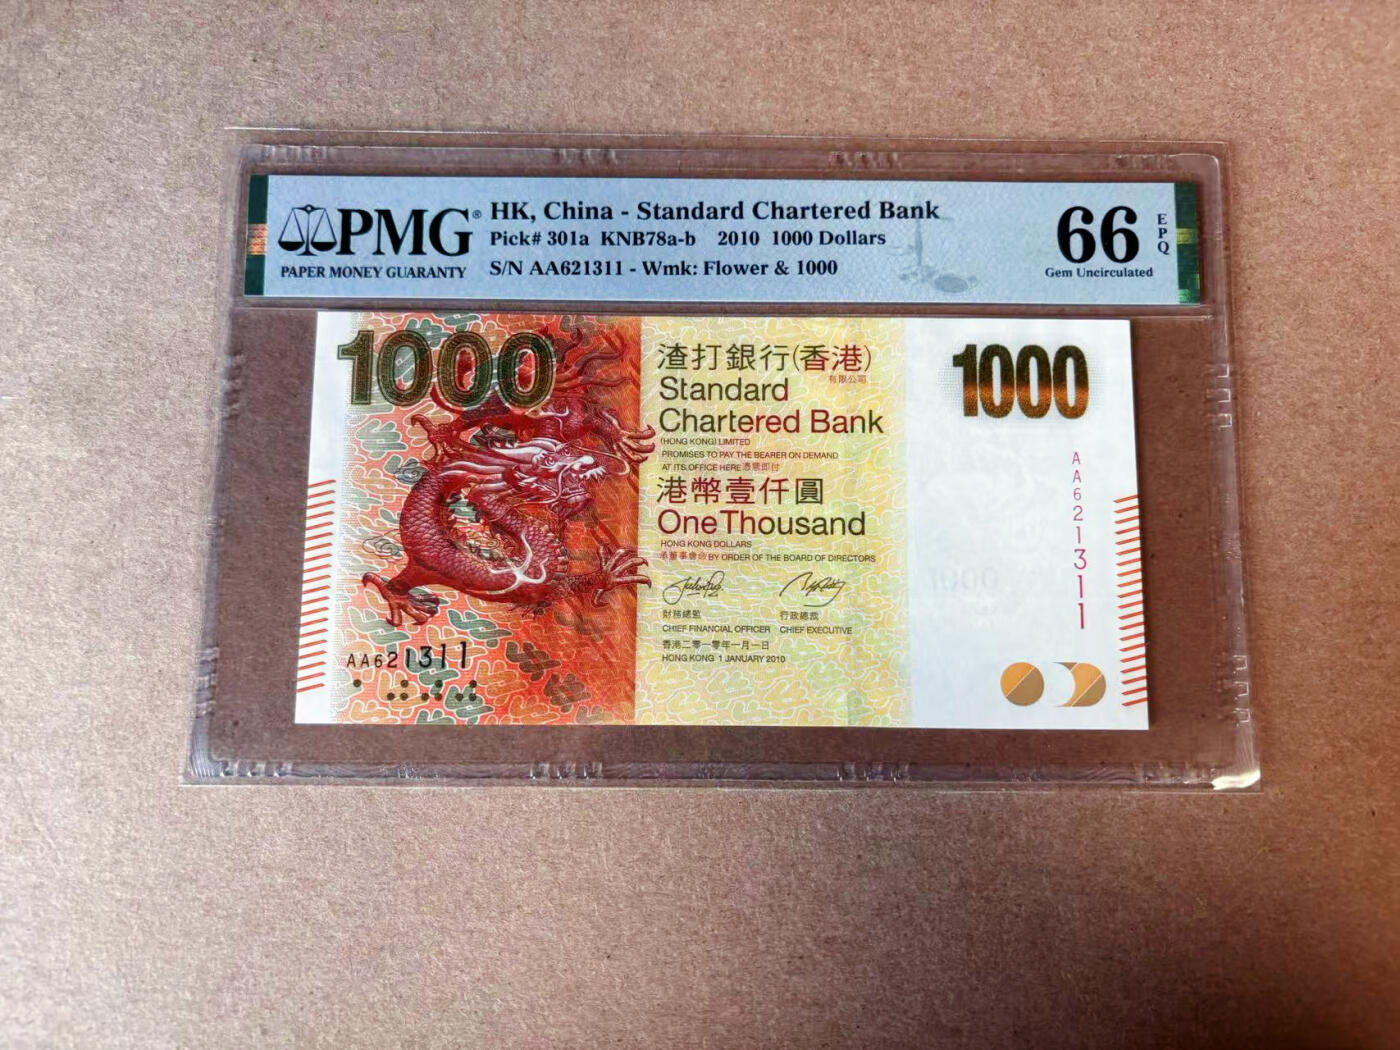 PMG®
PAPER MONEY GUARANTY
HK, China - Standard Chartered Bank
Pick# 301a KNB78a-b 2010 1000 Dollars
S/N AA621311 - Wmk: Flower & 1000
66
EPQ
Gem Uncirculated
1000
渣打銀行(香港)
有限公司
Standard
Chartered Bank
(HONG KONG) LIMITED
PROMISES TO PAY THE BEARER ON DEMAND
AT ITS OFFICE HERE 憑票即付
港幣壹仟圓
One Thousand
HONG KONG DOLLARS
承董事會命 BY ORDER OF THE BOARD OF DIRECTORS
財務總監 行政總裁
CHIEF FINANCIAL OFFICER CHIEF EXECUTIVE
香港二零一零年一月一日
HONG KONG 1 JANUARY 2010
1000
AA621311
AA621311